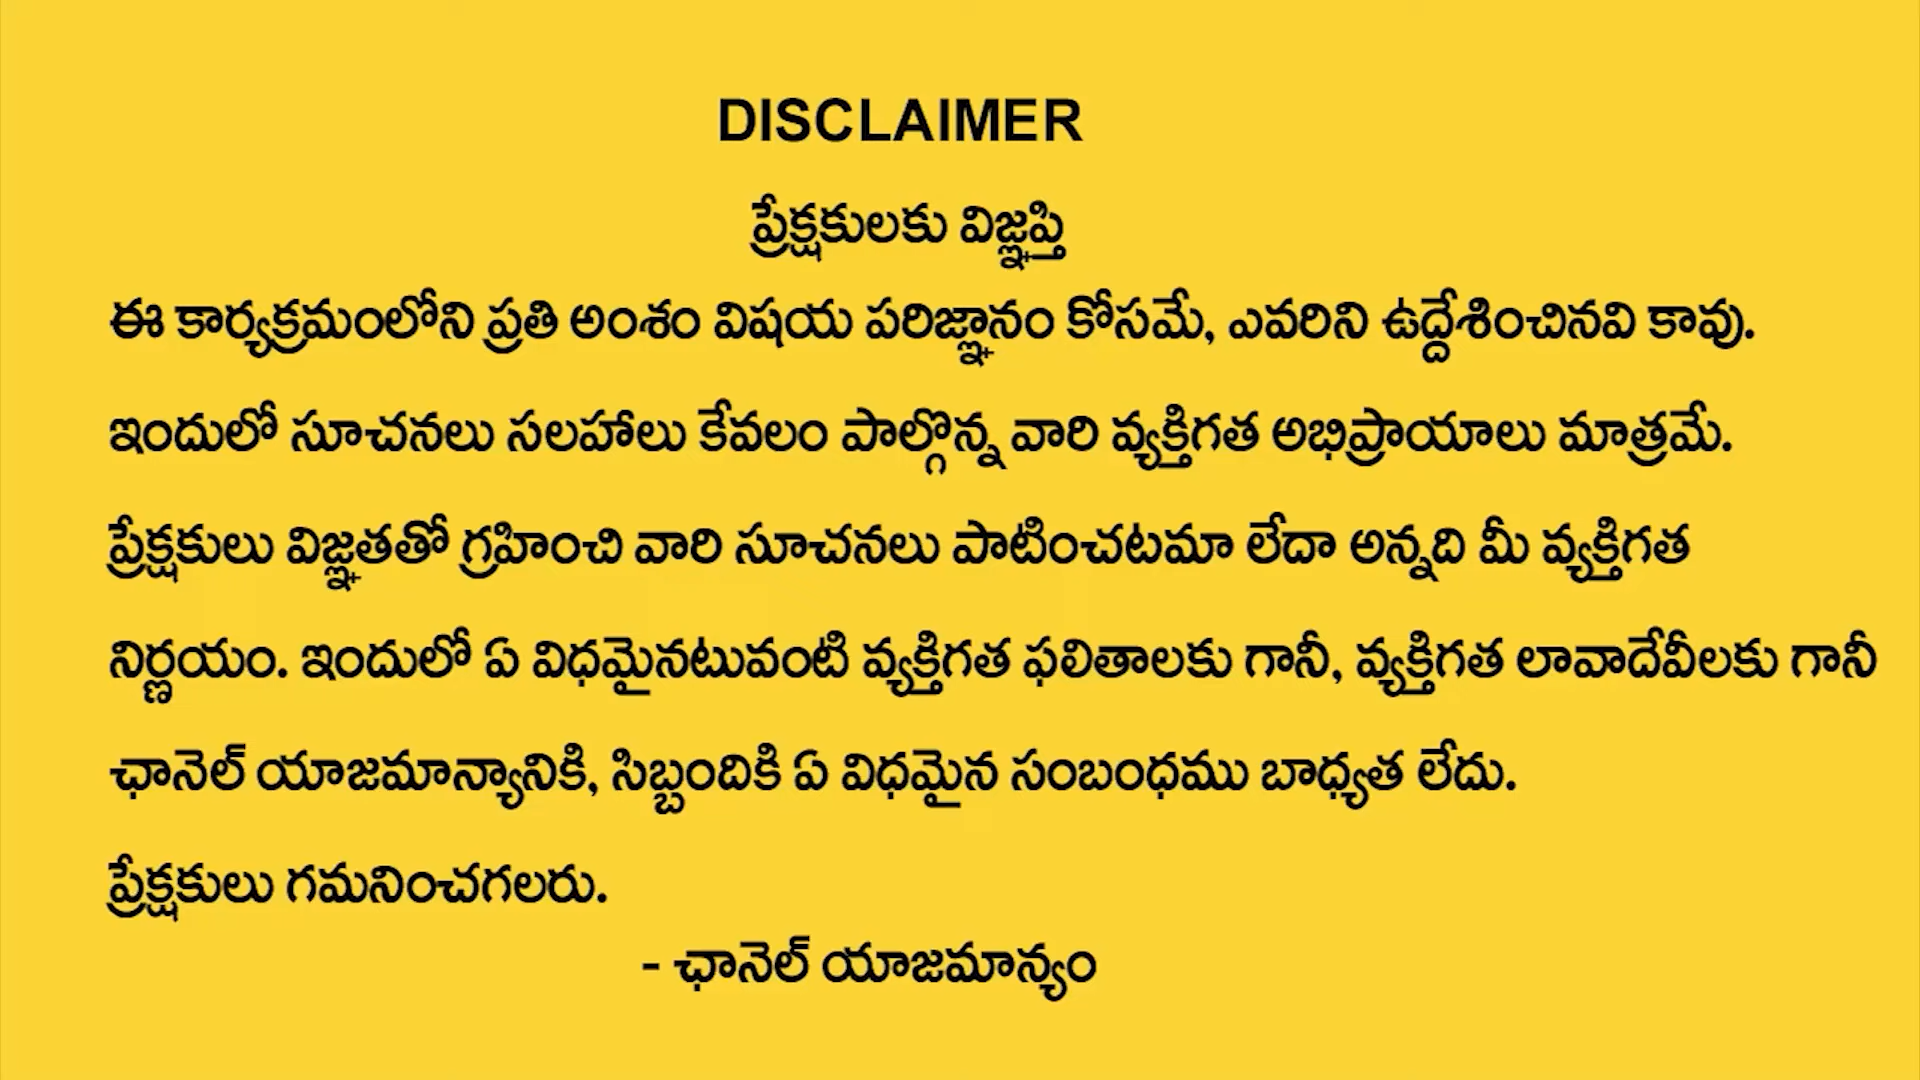 DISCLAIMER
ప్రేక్షకులకు విజ్ఞప్తి
ఈ కార్యక్రమంలోని ప్రతి అంశం విషయ పరిజ్ఞానం కోసమే, ఎవరిని ఉద్దేశించినవి కావు.
ఇందులో సూచనలు సలహాలు కేవలం పాల్గొన్న వారి వ్యక్తిగత అభిప్రాయాలు మాత్రమే.
ప్రేక్షకులు విజ్ఞతతో గ్రహించి వారి సూచనలు పాటించటమా లేదా అన్నది మీ వ్యక్తిగత
నిర్ణయం. ఇందులో ఏ విధమైనటువంటి వ్యక్తిగత ఫలితాలకు గానీ, వ్యక్తిగత లావాదేవీలకు గానీ
ఛానెల్ యాజమాన్యానికి, సిబ్బందికి ఏ విధమైన సంబంధము బాధ్యత లేదు.
ప్రేక్షకులు గమనించగలరు.
- ఛానెల్ యాజమాన్యం